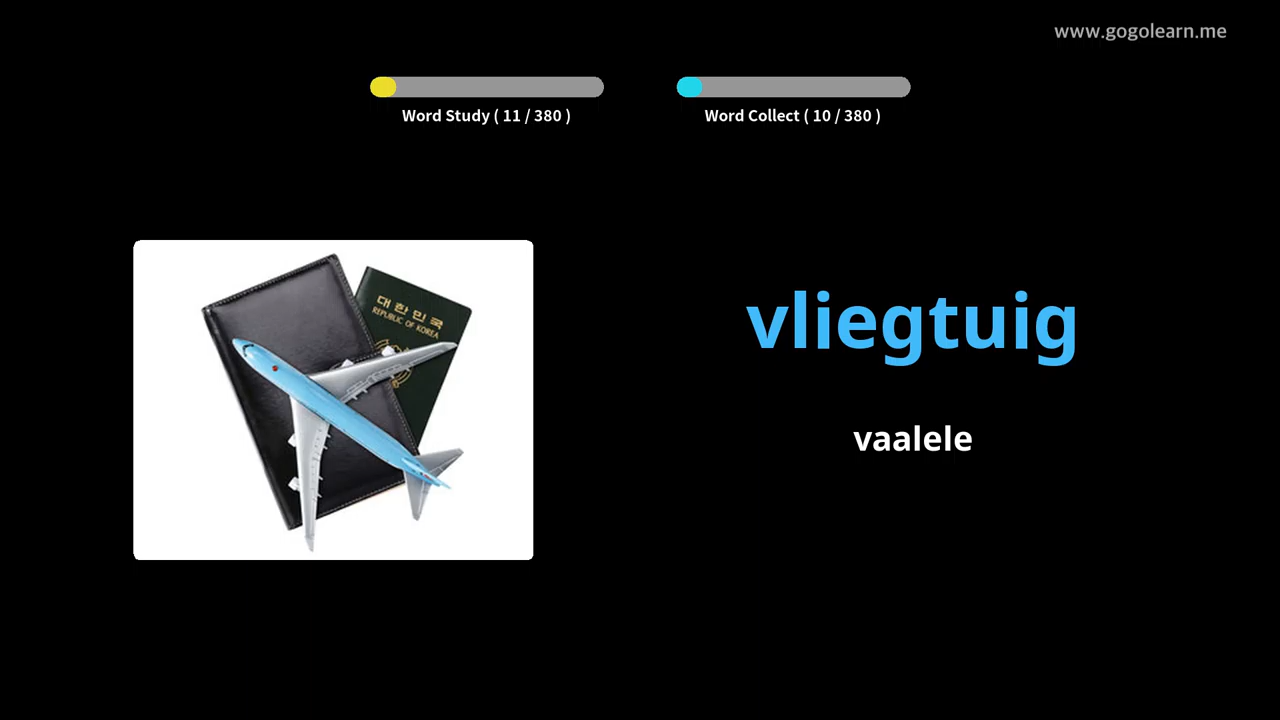 www.gogolearn.me
Word Study ( 11 / 380 )
Word Collect ( 10 / 380 )
대한민국
REPUBLIC OF KOREA
vliegtuig
vaalele